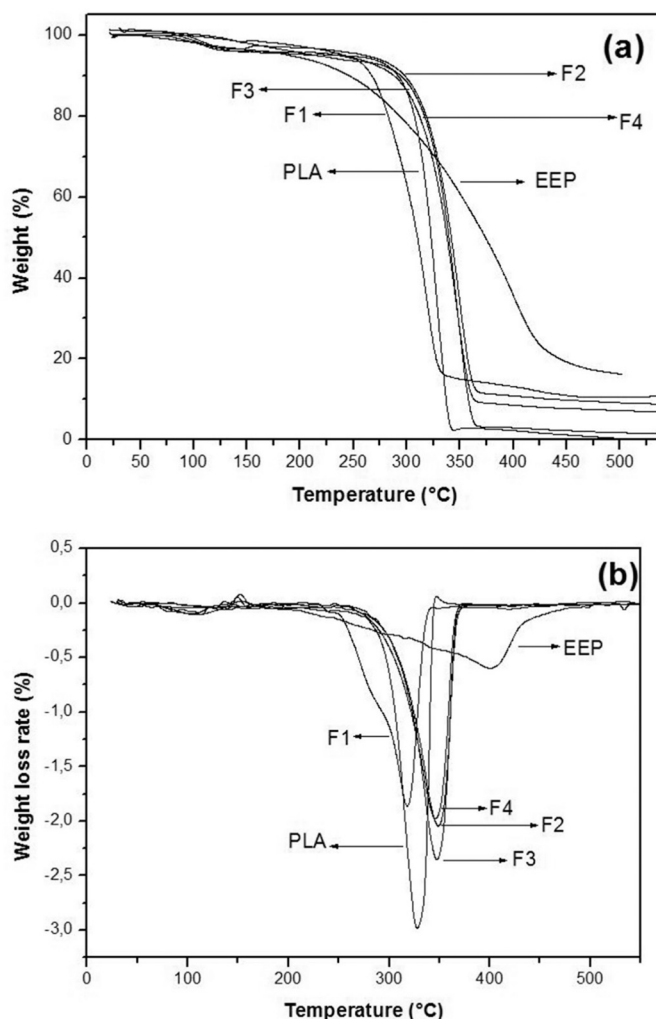 (a)
100
80
60
40
20
0
Weight (%)
F2
F3
F1
F4
PLA
EEP
0 50 100 150 200 250 300 350 400 450 500
Temperature (°C)
(b)
0,5
0,0
-0,5
-1,0
-1,5
-2,0
-2,5
-3,0
Weight loss rate (%)
EEP
F1
F4
F2
PLA
F3
0 100 200 300 400 500
Temperature (°C)